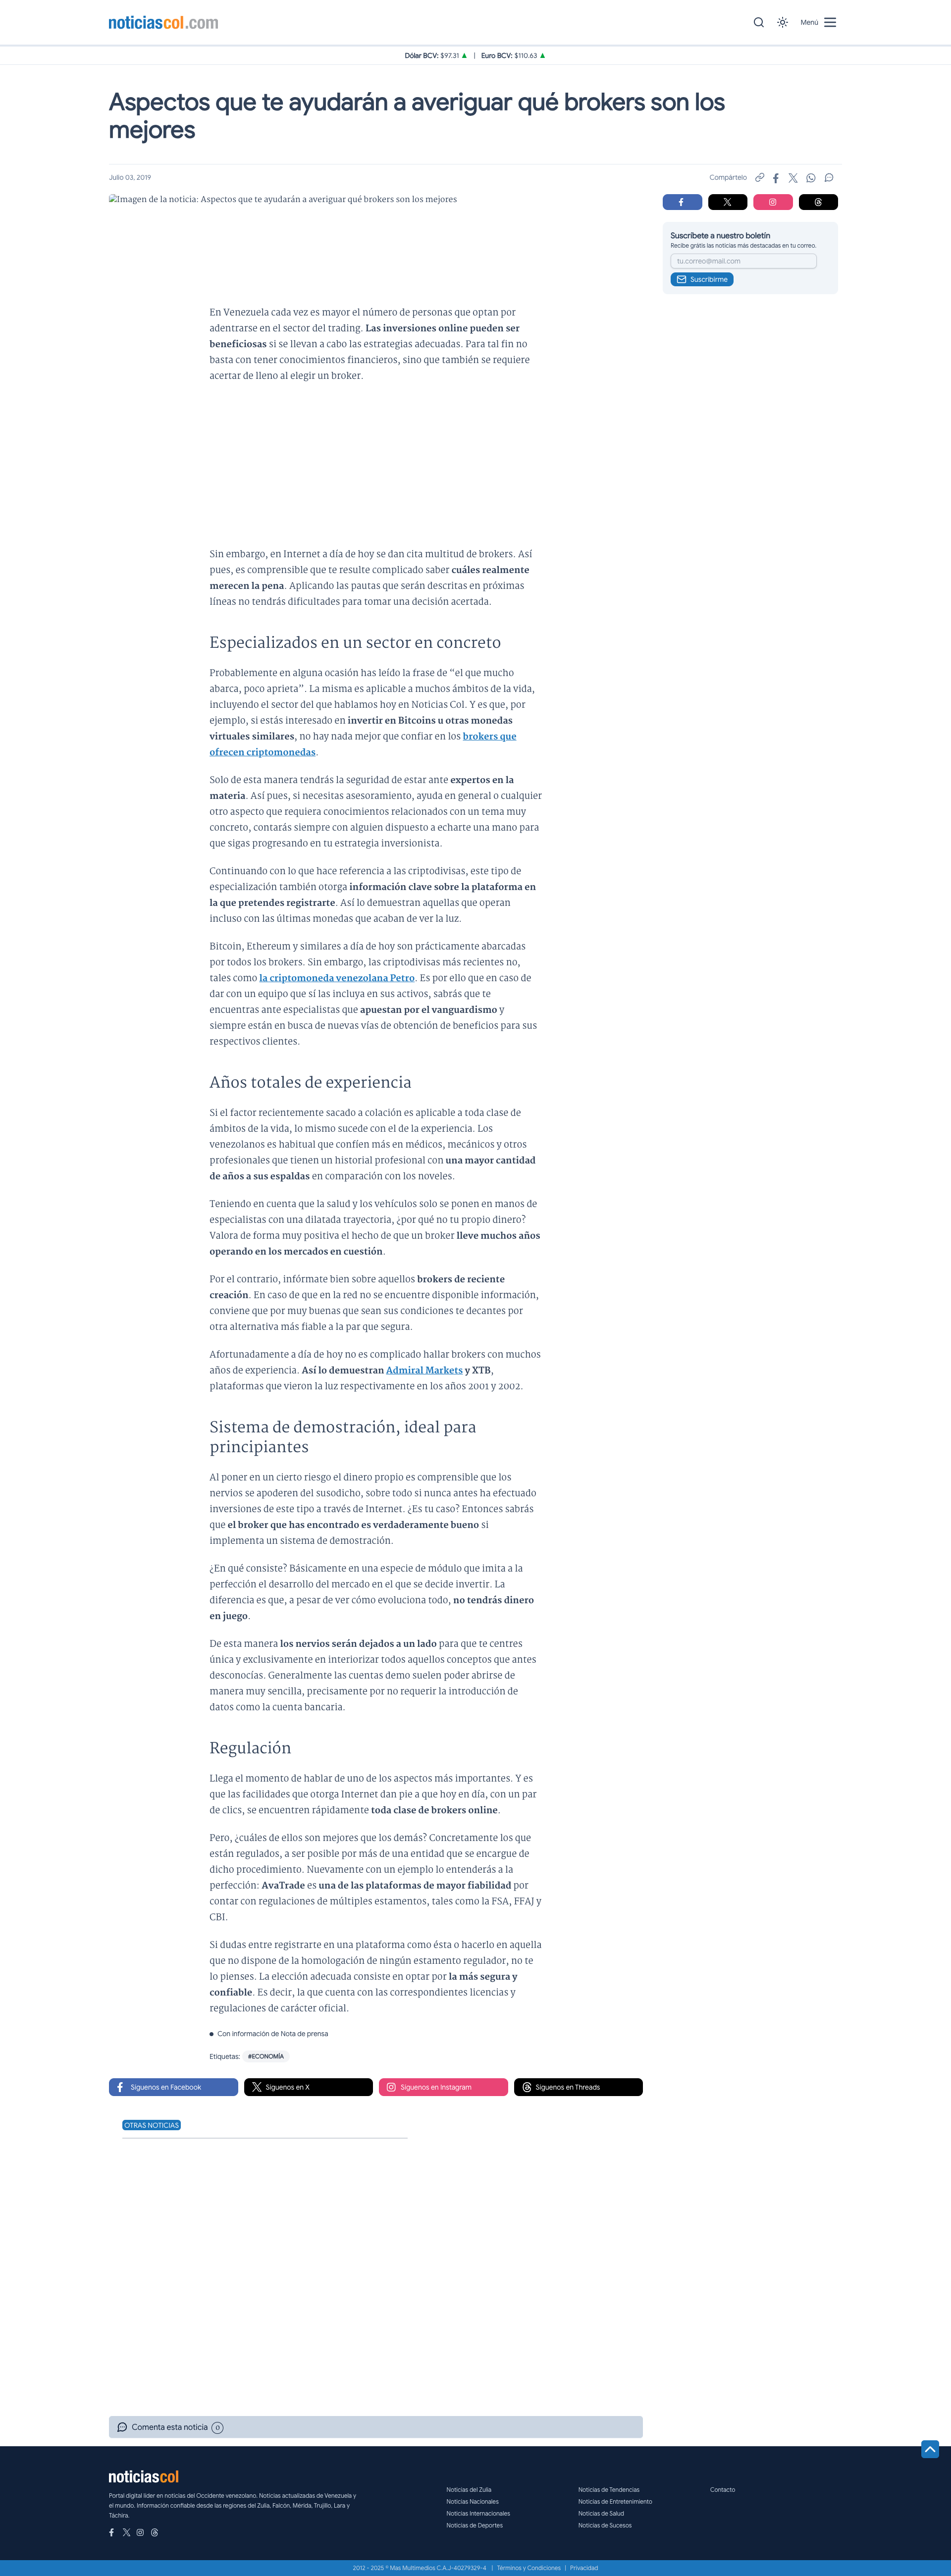 noticiascol.com
Menú
Dólar BCV: $97.31 ▲ | Euro BCV: $110.63 ▲
Aspectos que te ayudarán a averiguar qué brokers son los
mejores
Julio 03, 2019
Compártelo
Imagen de la noticia: Aspectos que te ayudarán a averiguar qué brokers son los mejores
Suscríbete a nuestro boletín
Recibe grátis las noticias más destacadas en tu correo.
tu.correo@mail.com
Suscribirme
En Venezuela cada vez es mayor el número de personas que optan por
adentrarse en el sector del trading. Las inversiones online pueden ser
beneficiosas si se llevan a cabo las estrategias adecuadas. Para tal fin no
basta con tener conocimientos financieros, sino que también se requiere
acertar de lleno al elegir un broker.
Sin embargo, en Internet a día de hoy se dan cita multitud de brokers. Así
pues, es comprensible que te resulte complicado saber cuáles realmente
merecen la pena. Aplicando las pautas que serán descritas en próximas
líneas no tendrás dificultades para tomar una decisión acertada.
Especializados en un sector en concreto
Probablemente en alguna ocasión has leído la frase de “el que mucho
abarca, poco aprieta”. La misma es aplicable a muchos ámbitos de la vida,
incluyendo el sector del que hablamos hoy en Noticias Col. Y es que, por
ejemplo, si estás interesado en invertir en Bitcoins u otras monedas
virtuales similares, no hay nada mejor que confiar en los brokers que
ofrecen criptomonedas.
Solo de esta manera tendrás la seguridad de estar ante expertos en la
materia. Así pues, si necesitas asesoramiento, ayuda en general o cualquier
otro aspecto que requiera conocimientos relacionados con un tema muy
concreto, contarás siempre con alguien dispuesto a echarte una mano para
que sigas progresando en tu estrategia inversionista.
Continuando con lo que hace referencia a las criptodivisas, este tipo de
especialización también otorga información clave sobre la plataforma en
la que pretendes registrarte. Así lo demuestran aquellas que operan
incluso con las últimas monedas que acaban de ver la luz.
Bitcoin, Ethereum y similares a día de hoy son prácticamente abarcadas
por todos los brokers. Sin embargo, las criptodivisas más recientes no,
tales como la criptomoneda venezolana Petro. Es por ello que en caso de
dar con un equipo que sí las incluya en sus activos, sabrás que te
encuentras ante especialistas que apuestan por el vanguardismo y
siempre están en busca de nuevas vías de obtención de beneficios para sus
respectivos clientes.
Años totales de experiencia
Si el factor recientemente sacado a colación es aplicable a toda clase de
ámbitos de la vida, lo mismo sucede con el de la experiencia. Los
venezolanos es habitual que confíen más en médicos, mecánicos y otros
profesionales que tienen un historial profesional con una mayor cantidad
de años a sus espaldas en comparación con los noveles.
Teniendo en cuenta que la salud y los vehículos solo se ponen en manos de
especialistas con una dilatada trayectoria, ¿por qué no tu propio dinero?
Valora de forma muy positiva el hecho de que un broker lleve muchos años
operando en los mercados en cuestión.
Por el contrario, infórmate bien sobre aquellos brokers de reciente
creación. En caso de que en la red no se encuentre disponible información,
conviene que por muy buenas que sean sus condiciones te decantes por
otra alternativa más fiable a la par que segura.
Afortunadamente a día de hoy no es complicado hallar brokers con muchos
años de experiencia. Así lo demuestran Admiral Markets y XTB,
plataformas que vieron la luz respectivamente en los años 2001 y 2002.
Sistema de demostración, ideal para
principiantes
Al poner en un cierto riesgo el dinero propio es comprensible que los
nervios se apoderen del susodicho, sobre todo si nunca antes ha efectuado
inversiones de este tipo a través de Internet. ¿Es tu caso? Entonces sabrás
que el broker que has encontrado es verdaderamente bueno si
implementa un sistema de demostración.
¿En qué consiste? Básicamente en una especie de módulo que imita a la
perfección el desarrollo del mercado en el que se decide invertir. La
diferencia es que, a pesar de ver cómo evoluciona todo, no tendrás dinero
en juego.
De esta manera los nervios serán dejados a un lado para que te centres
única y exclusivamente en interiorizar todos aquellos conceptos que antes
desconocías. Generalmente las cuentas demo suelen poder abrirse de
manera muy sencilla, precisamente por no requerir la introducción de
datos como la cuenta bancaria.
Regulación
Llega el momento de hablar de uno de los aspectos más importantes. Y es
que las facilidades que otorga Internet dan pie a que hoy en día, con un par
de clics, se encuentren rápidamente toda clase de brokers online.
Pero, ¿cuáles de ellos son mejores que los demás? Concretamente los que
están regulados, a ser posible por más de una entidad que se encargue de
dicho procedimiento. Nuevamente con un ejemplo lo entenderás a la
perfección: AvaTrade es una de las plataformas de mayor fiabilidad por
contar con regulaciones de múltiples estamentos, tales como la FSA, FFAJ y
CBI.
Si dudas entre registrarte en una plataforma como ésta o hacerlo en aquella
que no dispone de la homologación de ningún estamento regulador, no te
lo pienses. La elección adecuada consiste en optar por la más segura y
confiable. Es decir, la que cuenta con las correspondientes licencias y
regulaciones de carácter oficial.
Con información de Nota de prensa
Etiquetas: #ECONOMÍA
Síguenos en Facebook
Síguenos en X
Síguenos en Instagram
Síguenos en Threads
OTRAS NOTICIAS
Comenta esta noticia 0
noticiascol
Portal digital líder en noticias del Occidente venezolano. Noticias actualizadas de Venezuela y
el mundo. Información confiable desde las regiones del Zulia, Falcón, Mérida, Trujillo, Lara y
Táchira.
Noticias del Zulia
Noticias Nacionales
Noticias Internacionales
Noticias de Deportes
Noticias de Tendencias
Noticias de Entretenimiento
Noticias de Salud
Noticias de Sucesos
Contacto
2012 - 2025 © Mas Multimedios C.A.J-40279329-4 | Términos y Condiciones | Privacidad